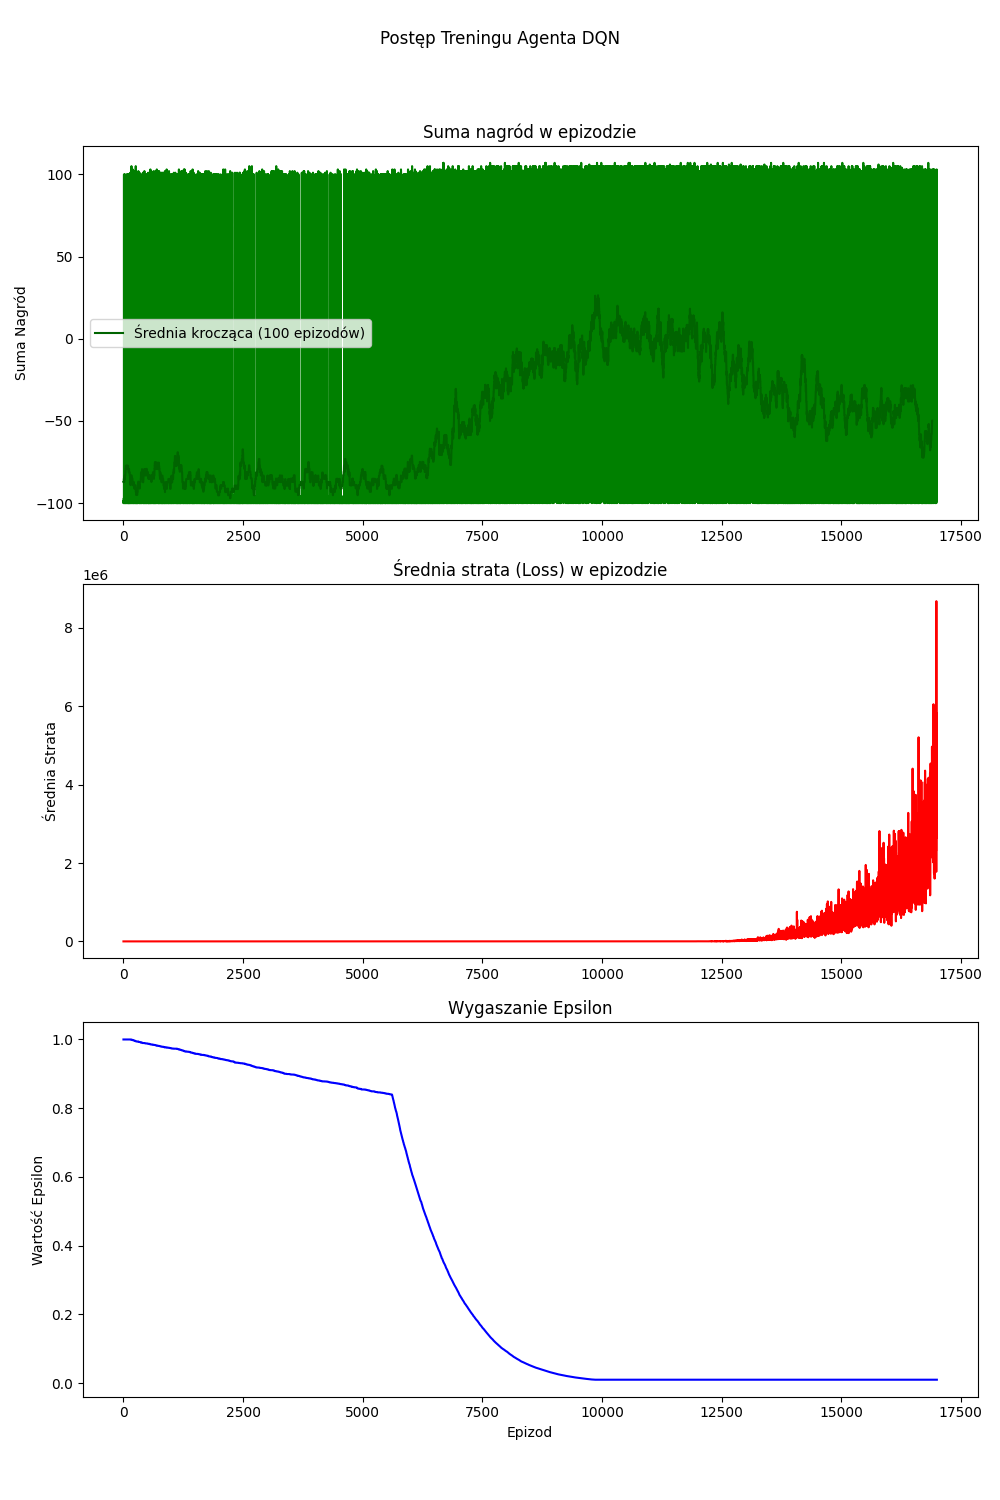 Postęp Treningu Agenta DQN
Suma nagród w epizodzie
Suma Nagród
100
50
0
−50
−100
Średnia krocząca (100 epizodów)
0 2500 5000 7500 10000 12500 15000 17500
Średnia strata (Loss) w epizodzie
1e6
Średnia Strata
8
6
4
2
0
0 2500 5000 7500 10000 12500 15000 17500
Wygaszanie Epsilon
Wartość Epsilon
1.0
0.8
0.6
0.4
0.2
0.0
0 2500 5000 7500 10000 12500 15000 17500
Epizod